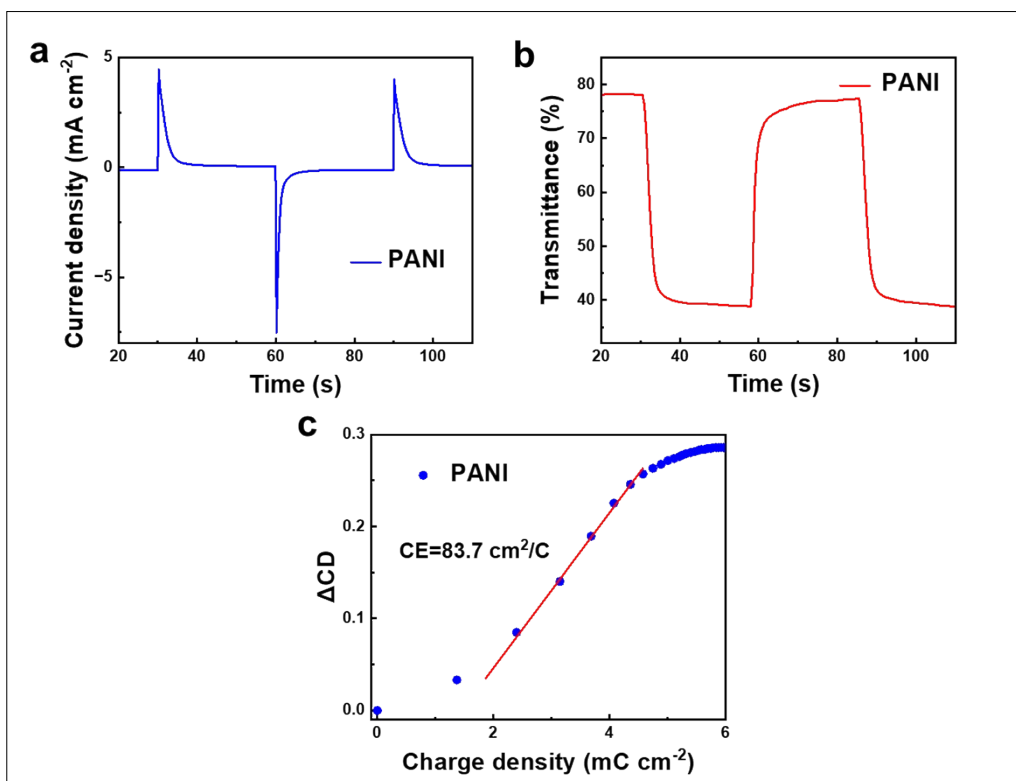 a
Current density (mA cm⁻²)
5
0
−5
PANI
20
40
60
80
100
Time (s)
b
Transmittance (%)
80
70
60
50
40
PANI
20
40
60
80
100
Time (s)
c
ΔCD
0.3
0.2
0.1
0.0
PANI
CE=83.7 cm²/C
0
2
4
6
Charge density (mC cm⁻²)